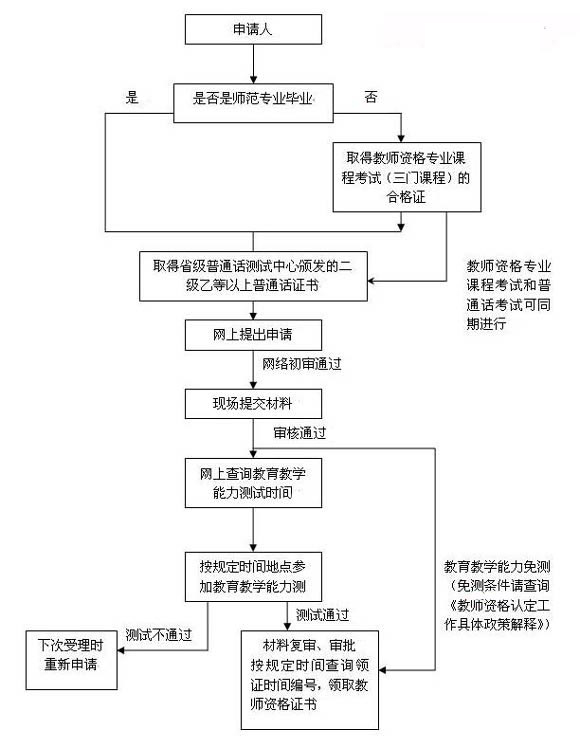 申请人
是
是否是师范专业毕业
否
取得教师资格专业课
程考试（三门课程）的
合格证
取得省级普通话测试中心颁发的二
级乙等以上普通话证书
教师资格专业
课程考试和普
通话考试可同
期进行
网上提出申请
网络初审通过
现场提交材料
审核通过
网上查询教育教学
能力测试时间
按规定时间地点参
加教育教学能力测
教育教学能力免测
（免测条件请查询
《教师资格认定工
作具体政策解释》）
测试不通过
测试通过
下次受理时
重新申请
材料复审、审批
按规定时间查询领
证时间编号，领取教
师资格证书